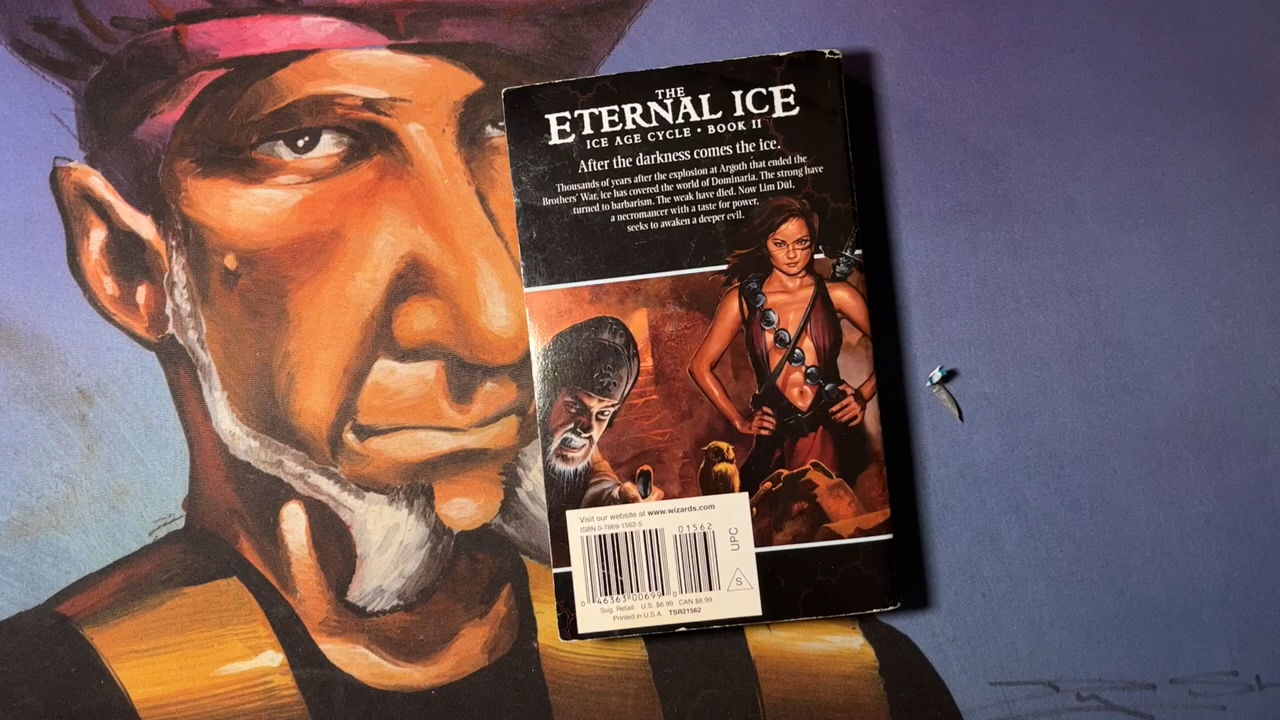 THE
ETERNAL ICE
ICE AGE CYCLE • BOOK II
After the darkness comes the ice.
Thousands of years after the explosion at Argoth that ended the
Brothers' War, ice has covered the world of Dominaria. The strong have
turned to barbarism. The weak have died. Now Lim Dûl,
a necromancer with a taste for power,
seeks to awaken a deeper evil.
Visit our website at www.wizards.com
ISBN 0-7869-1562-5
01562
UPC
S
0 46363 00699 0
Sug. Retail: U.S. $6.99 CAN $8.99
Printed in U.S.A. TSR21562